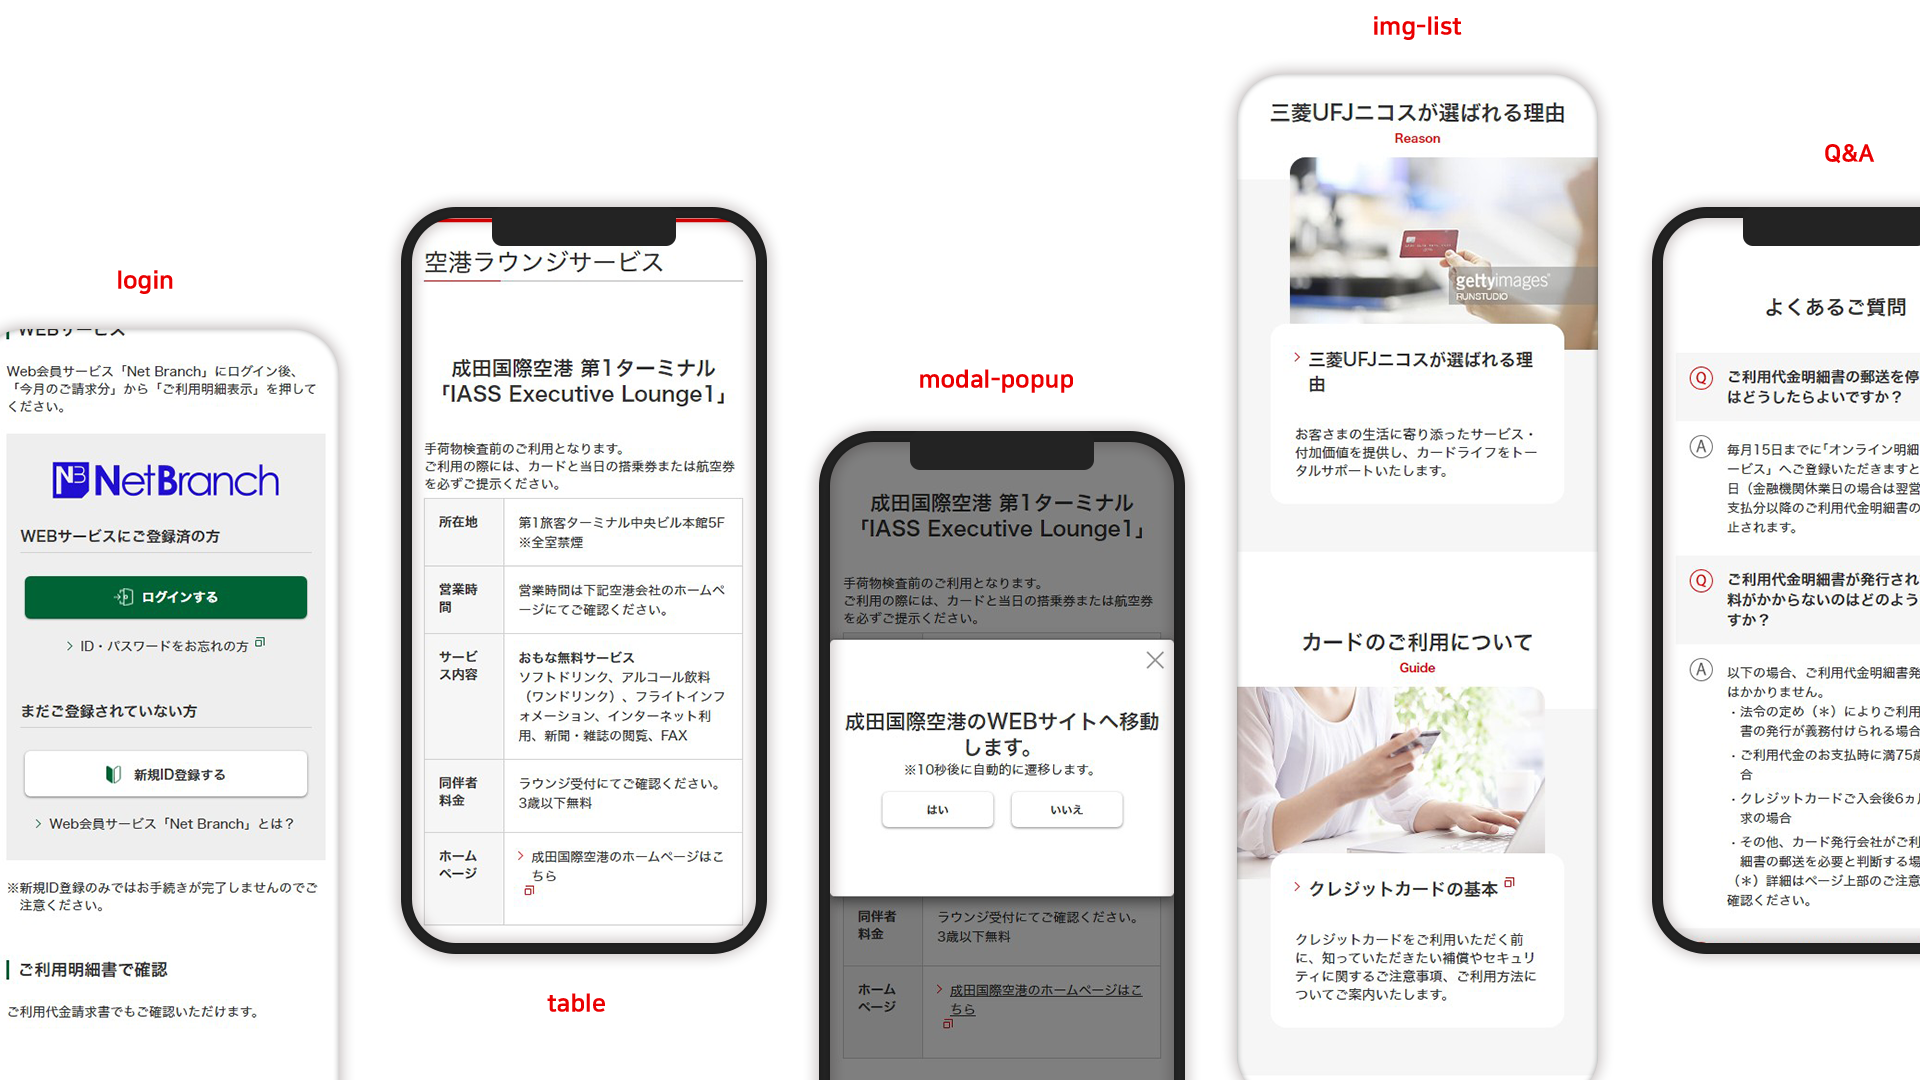 login
WEBサービス
Web会員サービス「Net Branch」にログイン後、
「今月のご請求分」から「ご利用明細表示」を押して
ください。
NB NetBranch
WEBサービスにご登録済の方
ログインする
ID・パスワードをお忘れの方
まだご登録されていない方
新規ID登録する
Web会員サービス「Net Branch」とは？
※新規ID登録のみではお手続きが完了しませんのでご
注意ください。
ご利用明細書で確認
ご利用代金請求書でもご確認いただけます。
空港ラウンジサービス
成田国際空港 第1ターミナル
「IASS Executive Lounge1」
手荷物検査前のご利用となります。
ご利用の際には、カードと当日の搭乗券または航空券
を必ずご提示ください。
所在地
第1旅客ターミナル中央ビル本館5F
※全室禁煙
営業時
間
営業時間は下記空港会社のホームペ
ージにてご確認ください。
サービ
ス内容
おもな無料サービス
ソフトドリンク、アルコール飲料
（ワンドリンク）、フライトインフ
ォメーション、インターネット利
用、新聞・雑誌の閲覧、FAX
同伴者
料金
ラウンジ受付にてご確認ください。
3歳以下無料
ホーム
ページ
成田国際空港のホームページはこ
ちら
table
modal-popup
成田国際空港 第1ターミナル
「IASS Executive Lounge1」
手荷物検査前のご利用となります。
ご利用の際には、カードと当日の搭乗券または航空券
を必ずご提示ください。
成田国際空港のWEBサイトへ移動
します。
※10秒後に自動的に遷移します。
はい
いいえ
同伴者
料金
ラウンジ受付にてご確認ください。
3歳以下無料
ホーム
ページ
成田国際空港のホームページはこ
ちら
img-list
三菱UFJニコスが選ばれる理由
Reason
gettyimages
RUNSTUDIO
三菱UFJニコスが選ばれる理
由
お客さまの生活に寄り添ったサービス・
付加価値を提供し、カードライフをトー
タルサポートいたします。
カードのご利用について
Guide
クレジットカードの基本
クレジットカードをご利用いただく前
に、知っていただきたい補償やセキュリ
ティに関するご注意事項、ご利用方法に
ついてご案内いたします。
Q&A
よくあるご質問
Q
ご利用代金明細書の郵送を停
はどうしたらよいですか？
A
毎月15日までに「オンライン明細
ービス」へご登録いただきますと
日（金融機関休業日の場合は翌営
支払分以降のご利用代金明細書の
止されます。
Q
ご利用代金明細書が発行され
料がかからないのはどのよう
すか？
A
以下の場合、ご利用代金明細書発
はかかりません。
・法令の定め（＊）によりご利用
書の発行が義務付けられる場合
・ご利用代金のお支払時に満75歳
合
・クレジットカードご入会後6ヵ月
求の場合
・その他、カード発行会社がご利
細書の郵送を必要と判断する場
（＊）詳細はページ上部のご注意
確認ください。